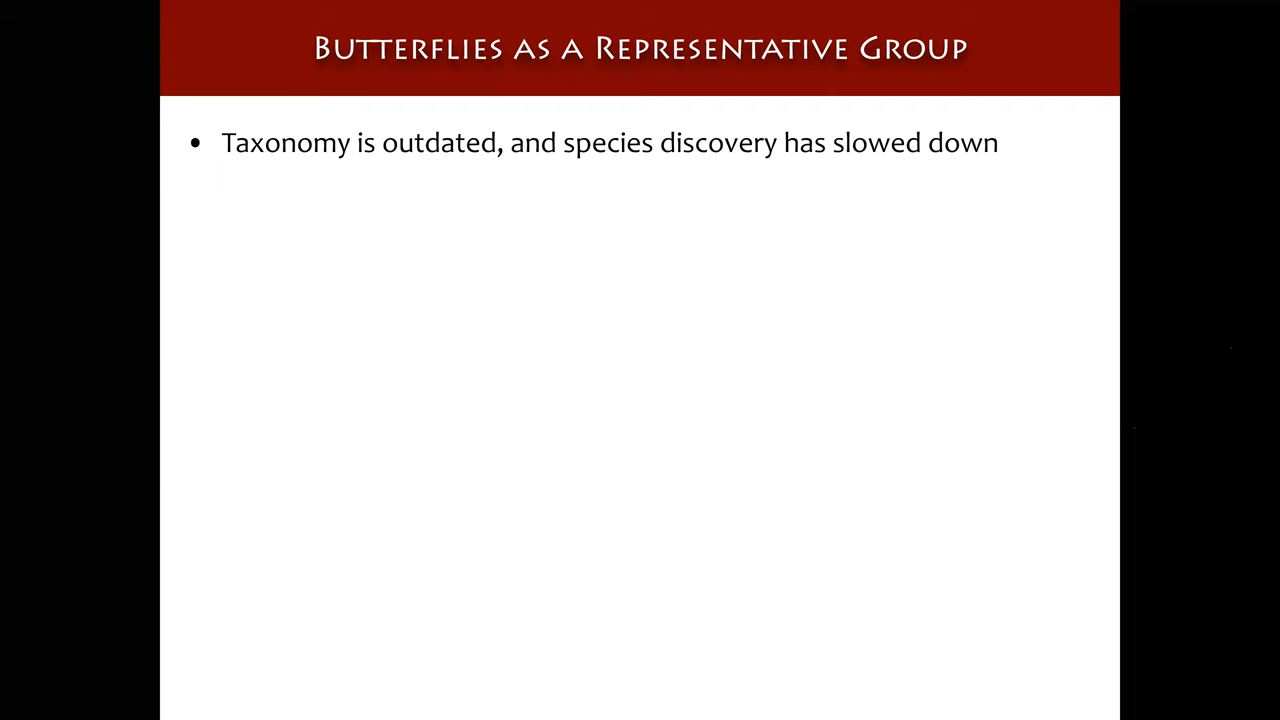 Butterflies as a Representative Group
• Taxonomy is outdated, and species discovery has slowed down